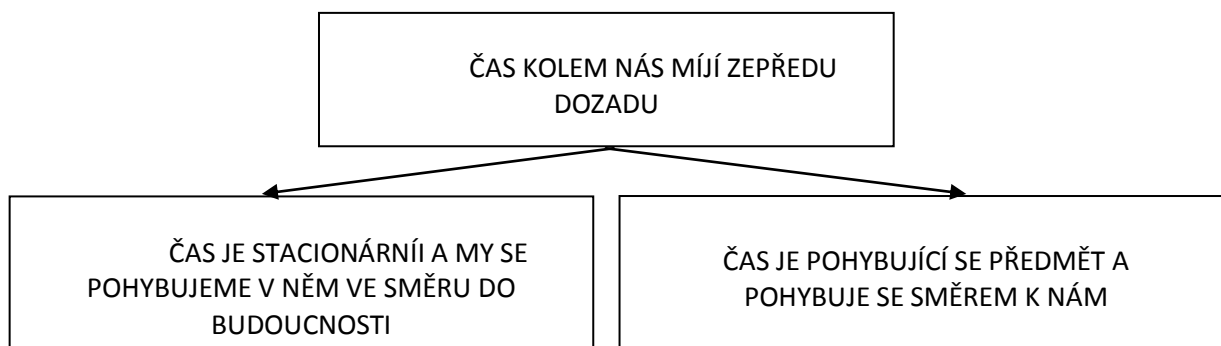 ČAS KOLEM NÁS MÍJÍ ZEPŘEDU
DOZADU
ČAS JE STACIONÁRNÍI A MY SE
POHYBUJEME V NĚM VE SMĚRU DO
BUDOUCNOSTI
ČAS JE POHYBUJÍCÍ SE PŘEDMĚT A
POHYBUJE SE SMĚREM K NÁM